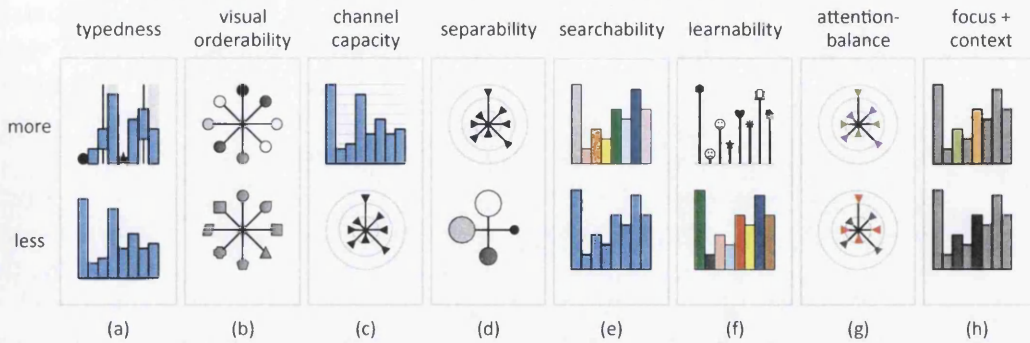 typedness
visual
orderability
channel
capacity
separability
searchability
learnability
attention-
balance
focus +
context
more
less
(a)
(b)
(c)
(d)
(e)
(f)
(g)
(h)